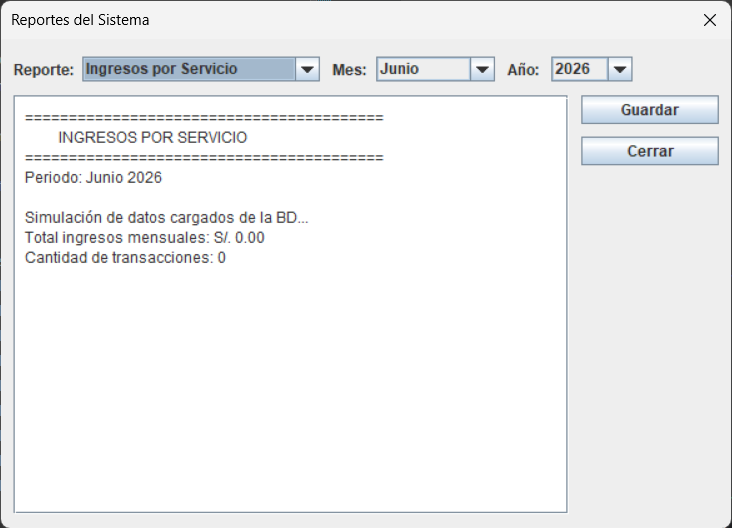 Reportes del Sistema
Reporte: Ingresos por Servicio Mes: Junio Año: 2026
Guardar
Cerrar
=========================================
INGRESOS POR SERVICIO
=========================================
Periodo: Junio 2026
Simulación de datos cargados de la BD...
Total ingresos mensuales: S/. 0.00
Cantidad de transacciones: 0